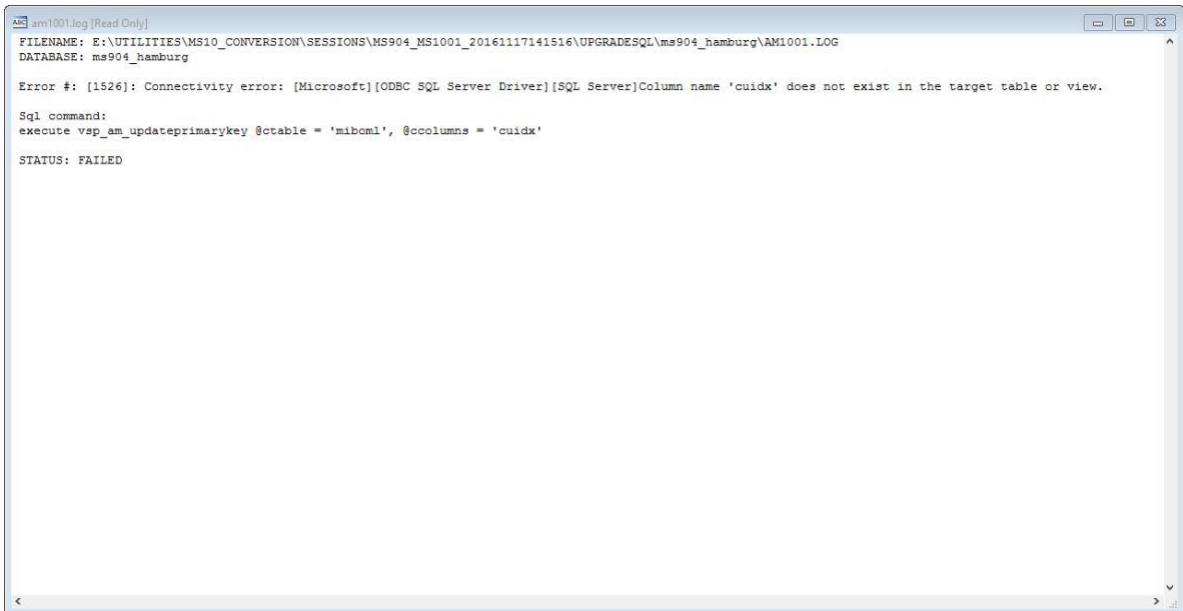 am1001.log [Read Only]
FILENAME: E:\UTILITIES\MS10_CONVERSION\SESSIONS\MS904_MS1001_20161117141516\UPGRADESQL\ms904_hamburg\AM1001.LOG
DATABASE: ms904_hamburg
Error #: [1526]: Connectivity error: [Microsoft][ODBC SQL Server Driver][SQL Server]Column name 'cuidx' does not exist in the target table or view.
Sql command:
execute vsp_am_updateprimarykey @ctable = 'miboml', @ccolumns = 'cuidx'
STATUS: FAILED